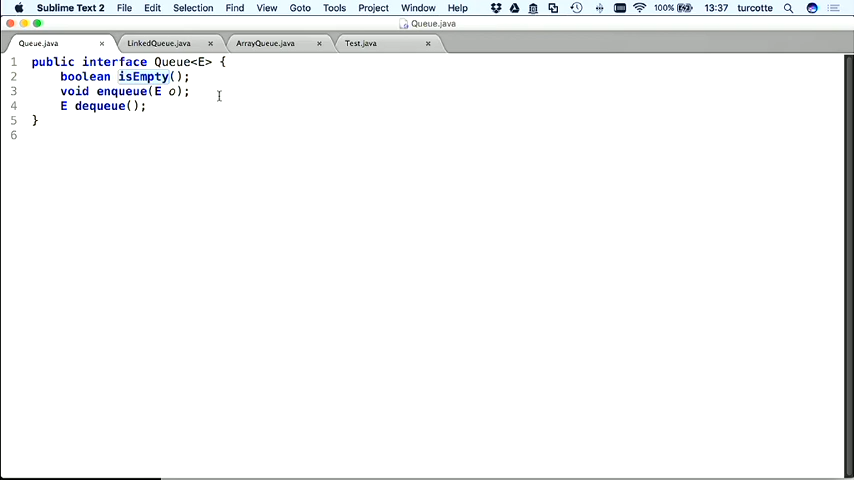 Sublime Text 2 File Edit Selection Find View Goto Tools Project Window Help 100% 13:37 turcotte
Queue.java
Queue.java LinkedQueue.java ArrayQueue.java Test.java
1 public interface Queue<E> {
2 boolean isEmpty();
3 void enqueue(E o);
4 E dequeue();
5 }
6